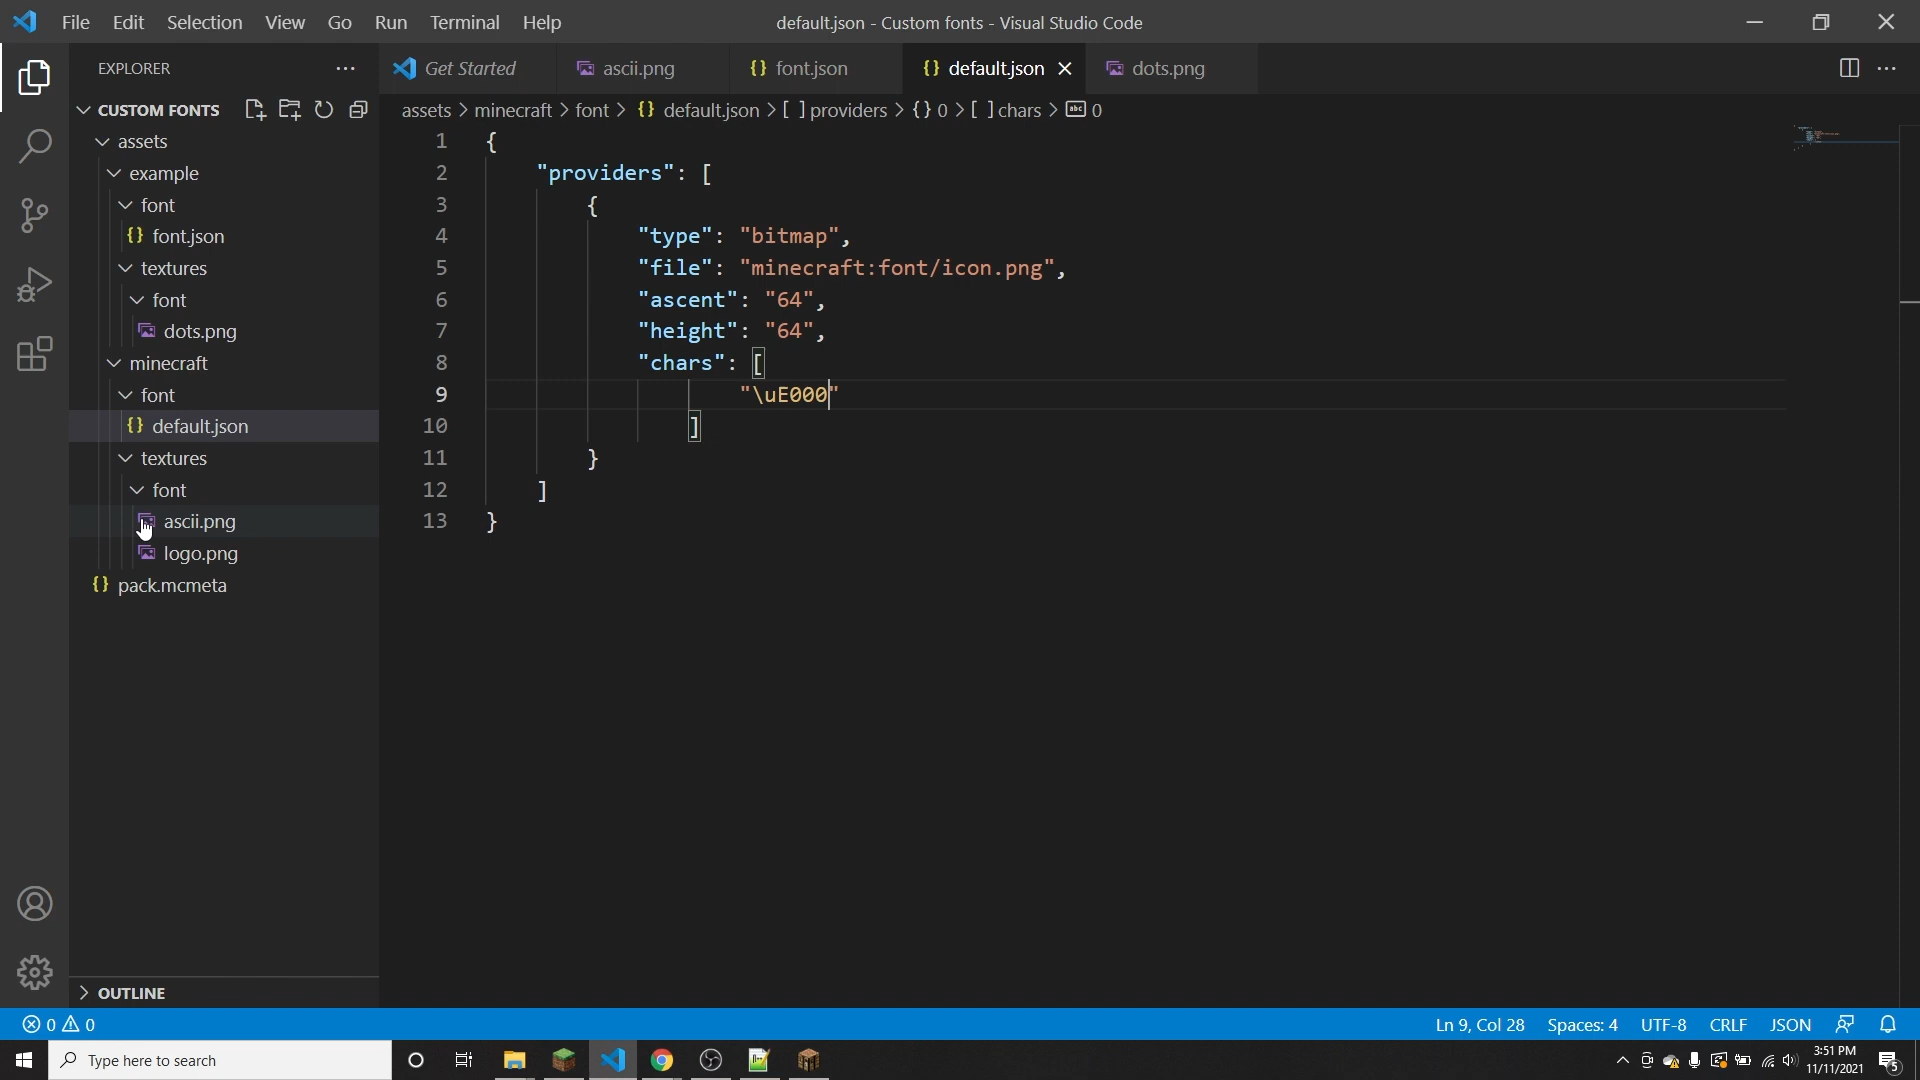 File Edit Selection View Go Run Terminal Help
default.json - Custom fonts - Visual Studio Code
EXPLORER
CUSTOM FONTS
assets
example
font
font.json
textures
font
dots.png
minecraft
font
default.json
textures
font
ascii.png
logo.png
pack.mcmeta
OUTLINE
Get Started ascii.png font.json default.json dots.png
assets > minecraft > font > {} default.json > [ ] providers > {} 0 > [ ] chars > abc 0
1 {
2 "providers": [
3 {
4 "type": "bitmap",
5 "file": "minecraft:font/icon.png",
6 "ascent": "64",
7 "height": "64",
8 "chars": [
9 "\uE000"
10 ]
11 }
12 ]
13 }
0 0
Ln 9, Col 28 Spaces: 4 UTF-8 CRLF JSON
Type here to search
3:51 PM
11/11/2021
5